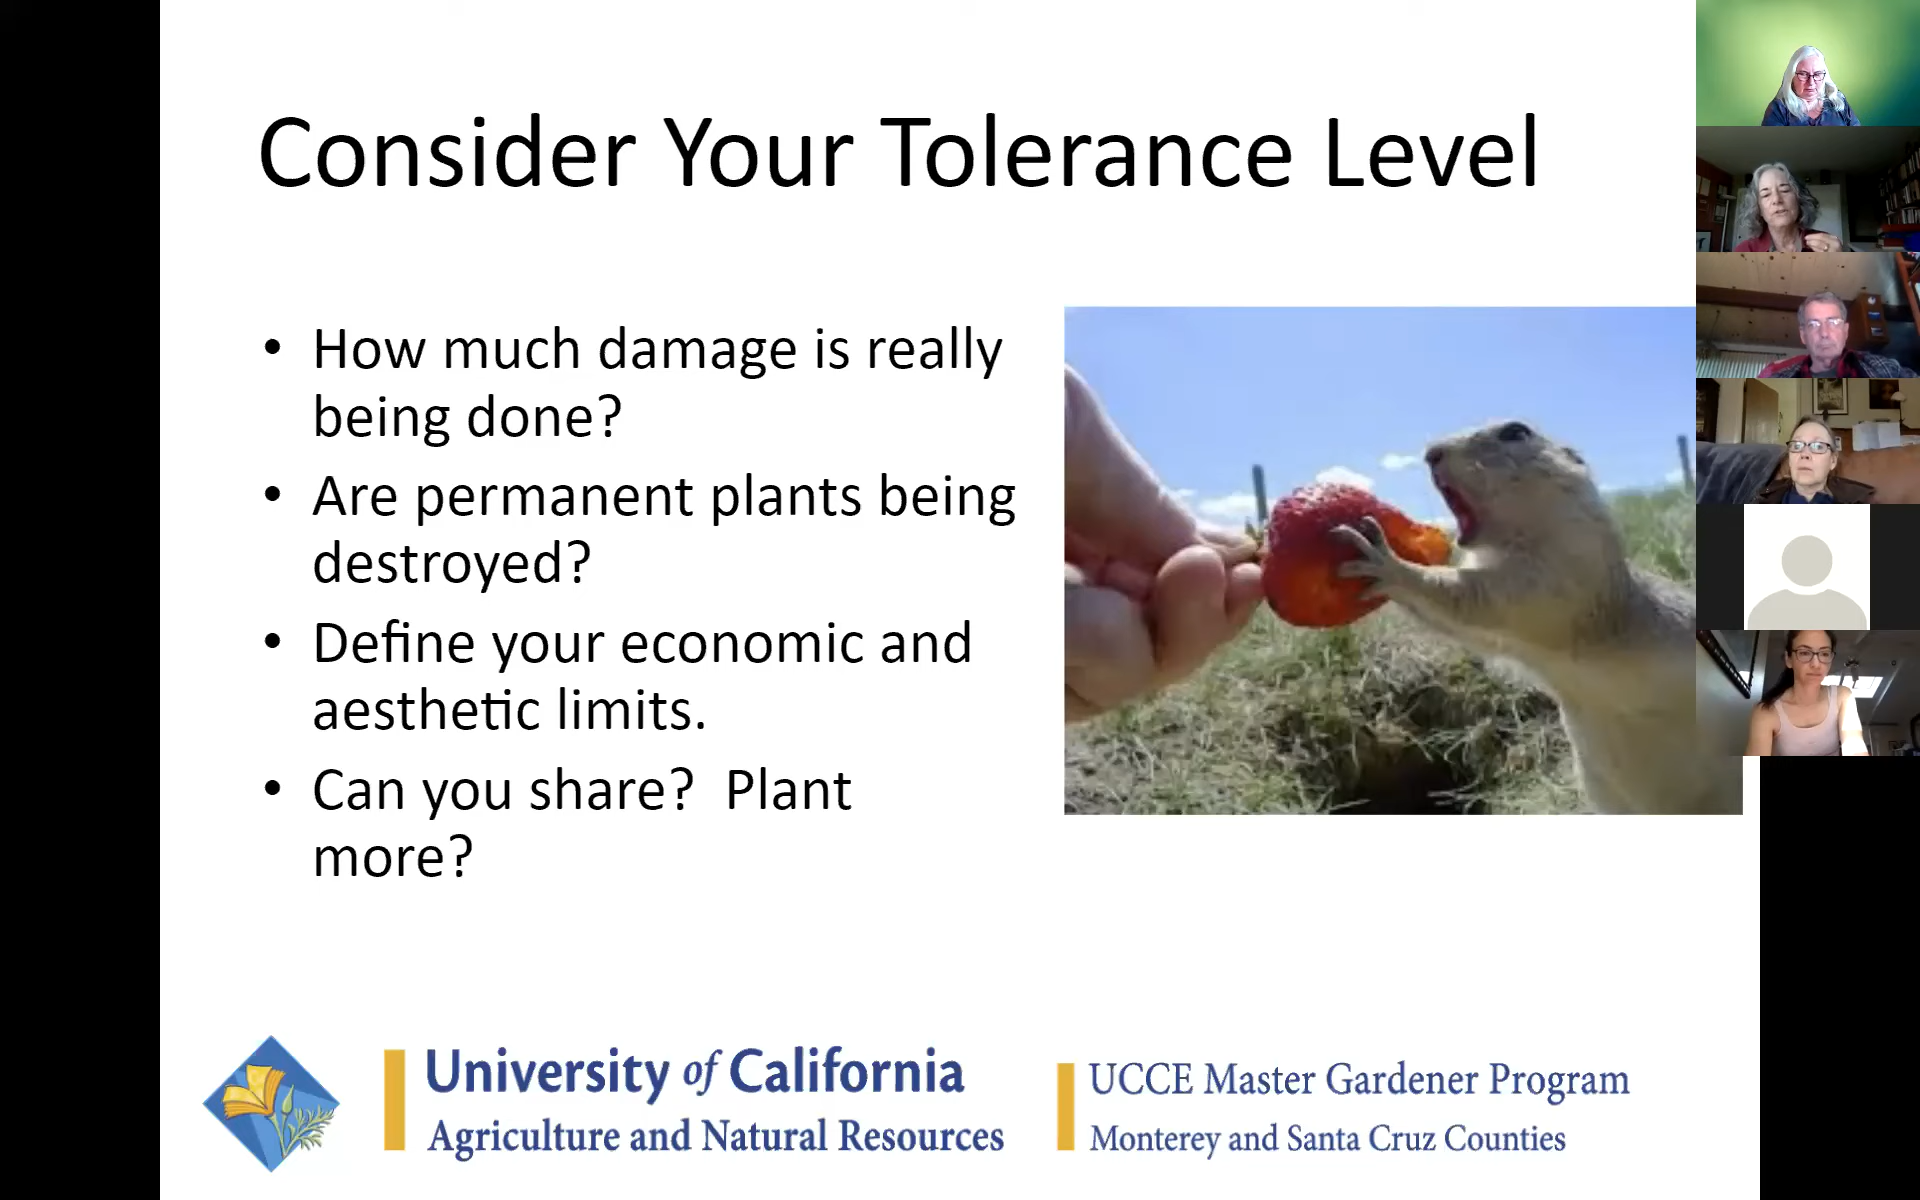 Consider Your Tolerance Level
• How much damage is really
being done?
• Are permanent plants being
destroyed?
• Define your economic and
aesthetic limits.
• Can you share?  Plant
more?
University of California
Agriculture and Natural Resources
UCCE Master Gardener Program
Monterey and Santa Cruz Counties